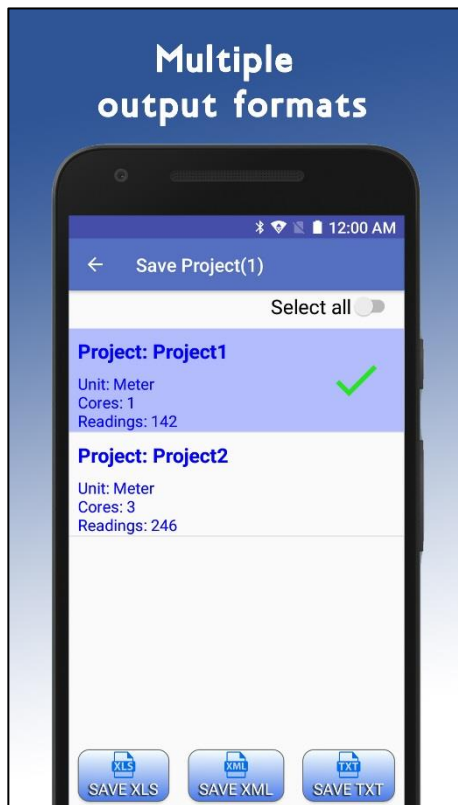 Multiple
output formats
12:00 AM
Save Project(1)
Select all
Project: Project1
Unit: Meter
Cores: 1
Readings: 142
Project: Project2
Unit: Meter
Cores: 3
Readings: 246
XLS
SAVE XLS
XML
SAVE XML
TXT
SAVE TXT